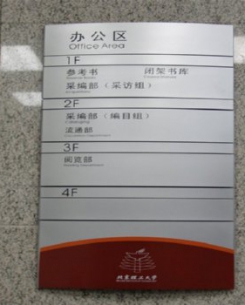 办公区
Office Area
1F
参考书 闭架书库
采编部（采访组）
2F
采编部（编目组）
流通部
3F
阅览部
4F